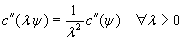 c″(λψ) = 1/λ² c″(ψ) ∀λ > 0